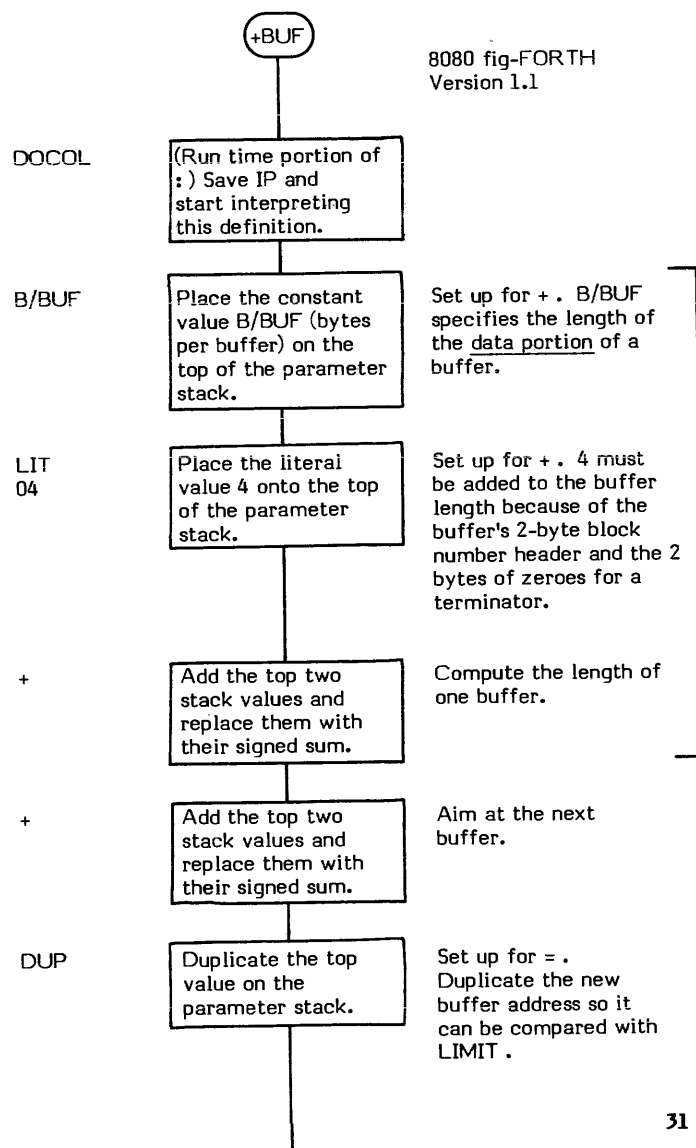 +BUF
8080 fig-FORTH
Version 1.1
DOCOL
(Run time portion of
: ) Save IP and
start interpreting
this definition.
B/BUF
Place the constant
value B/BUF (bytes
per buffer) on the
top of the parameter
stack.
Set up for + . B/BUF
specifies the length of
the data portion of a
buffer.
LIT
04
Place the literal
value 4 onto the top
of the parameter
stack.
Set up for + . 4 must
be added to the buffer
length because of the
buffer's 2-byte block
number header and the 2
bytes of zeroes for a
terminator.
+
Add the top two
stack values and
replace them with
their signed sum.
Compute the length of
one buffer.
+
Add the top two
stack values and
replace them with
their signed sum.
Aim at the next
buffer.
DUP
Duplicate the top
value on the
parameter stack.
Set up for = .
Duplicate the new
buffer address so it
can be compared with
LIMIT .
31